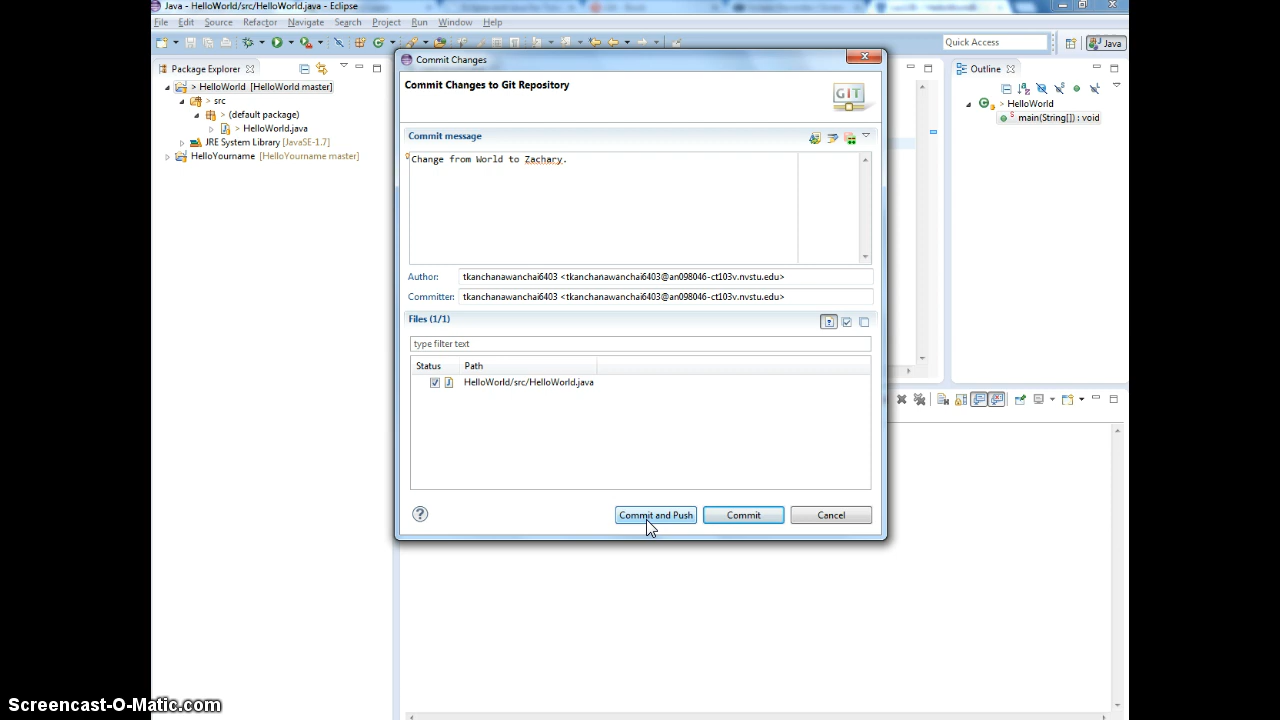 Java - HelloWorld/src/HelloWorld.java - Eclipse
File Edit Source Refactor Navigate Search Project Run Window Help
Quick Access
Java
Package Explorer
> HelloWorld [HelloWorld master]
> src
> (default package)
> HelloWorld.java
JRE System Library [JavaSE-1.7]
HelloYourname [HelloYourname master]
Commit Changes
Commit Changes to Git Repository
GIT
Commit message
Change from World to Zachary.
Author: tkanchanawanchai6403 <tkanchanawanchai6403@an098046-ct103v.nvstu.edu>
Committer: tkanchanawanchai6403 <tkanchanawanchai6403@an098046-ct103v.nvstu.edu>
Files (1/1)
type filter text
Status Path
HelloWorld/src/HelloWorld.java
Commit and Push Commit Cancel
Outline
> HelloWorld
main(String[]) : void
Screencast-O-Matic.com